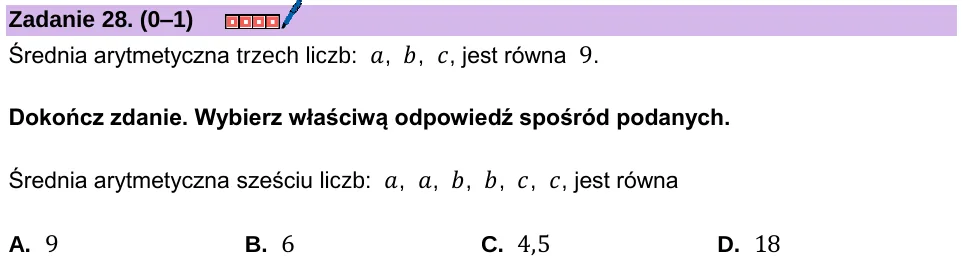 Zadanie 28. (0–1)
Średnia arytmetyczna trzech liczb: a, b, c, jest równa 9.
Dokończ zdanie. Wybierz właściwą odpowiedź spośród podanych.
Średnia arytmetyczna sześciu liczb: a, a, b, b, c, c, jest równa
A. 9 B. 6 C. 4,5 D. 18